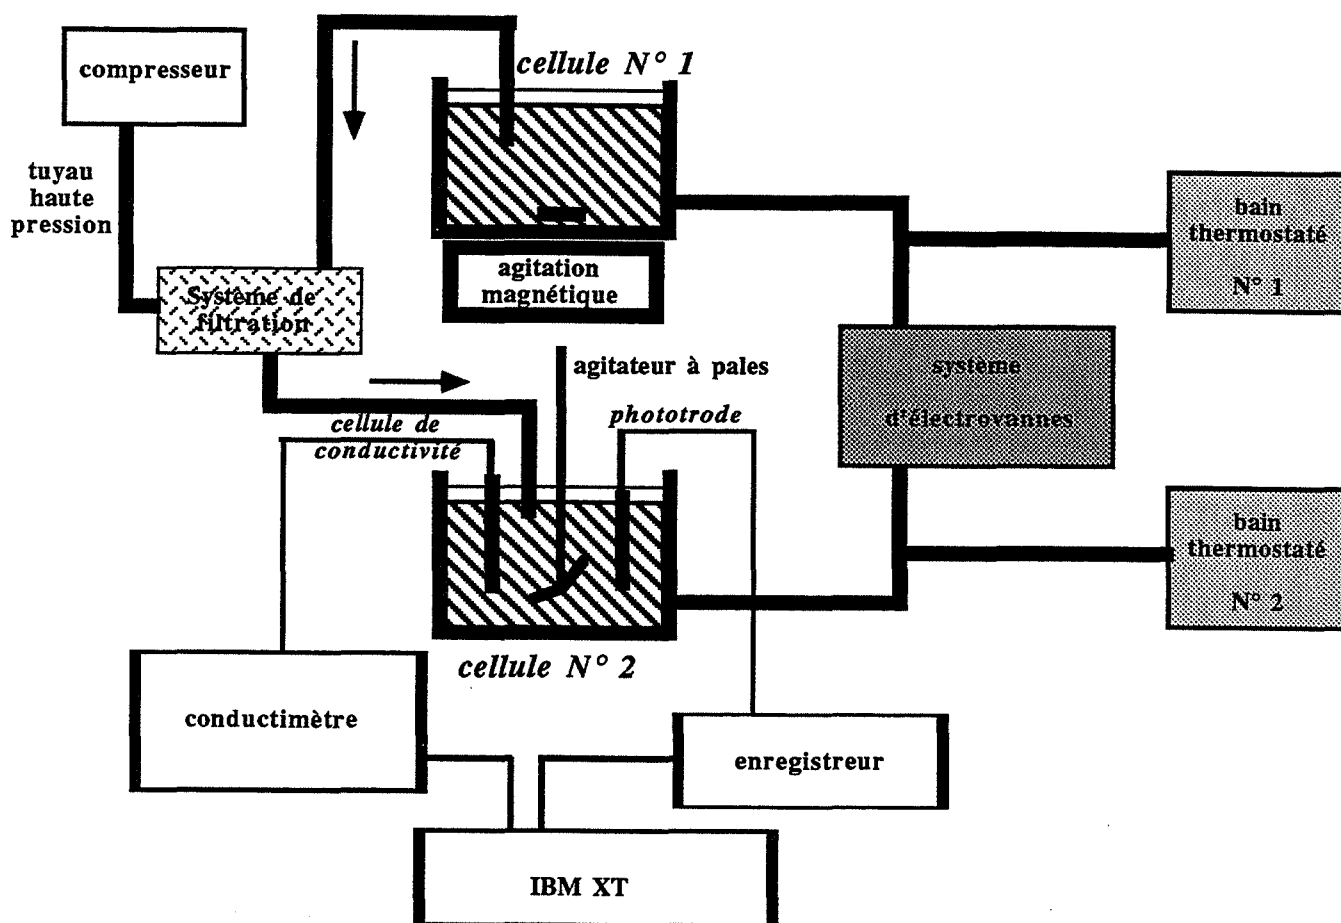 compresseur
cellule N° 1
tuyau
haute
pression
bain
thermostaté
N° 1
agitation
magnétique
Système de
filtration
système
d'électrovannes
agitateur à pales
phototrode
cellule de
conductivité
bain
thermostaté
N° 2
cellule N° 2
conductimètre
enregistreur
IBM XT